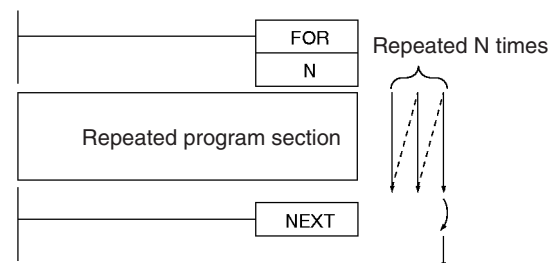 FOR
Repeated N times
N
Repeated program section
NEXT